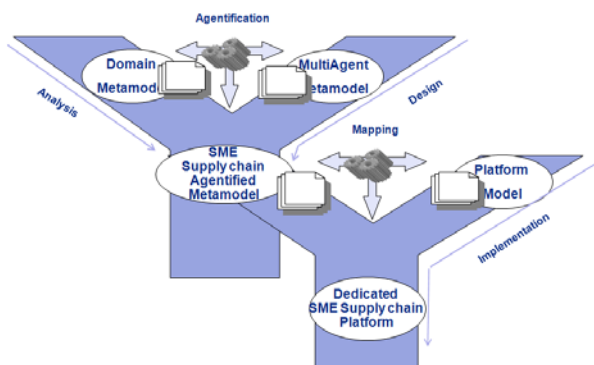 Agentification
Domain
Metamod
MultiAgent
etamodel
Analysis
Design
Mapping
SME
Supply chain
Agentified
Metamodel
Platform
Model
Implementation
Dedicated
SME Supply chain
Platform